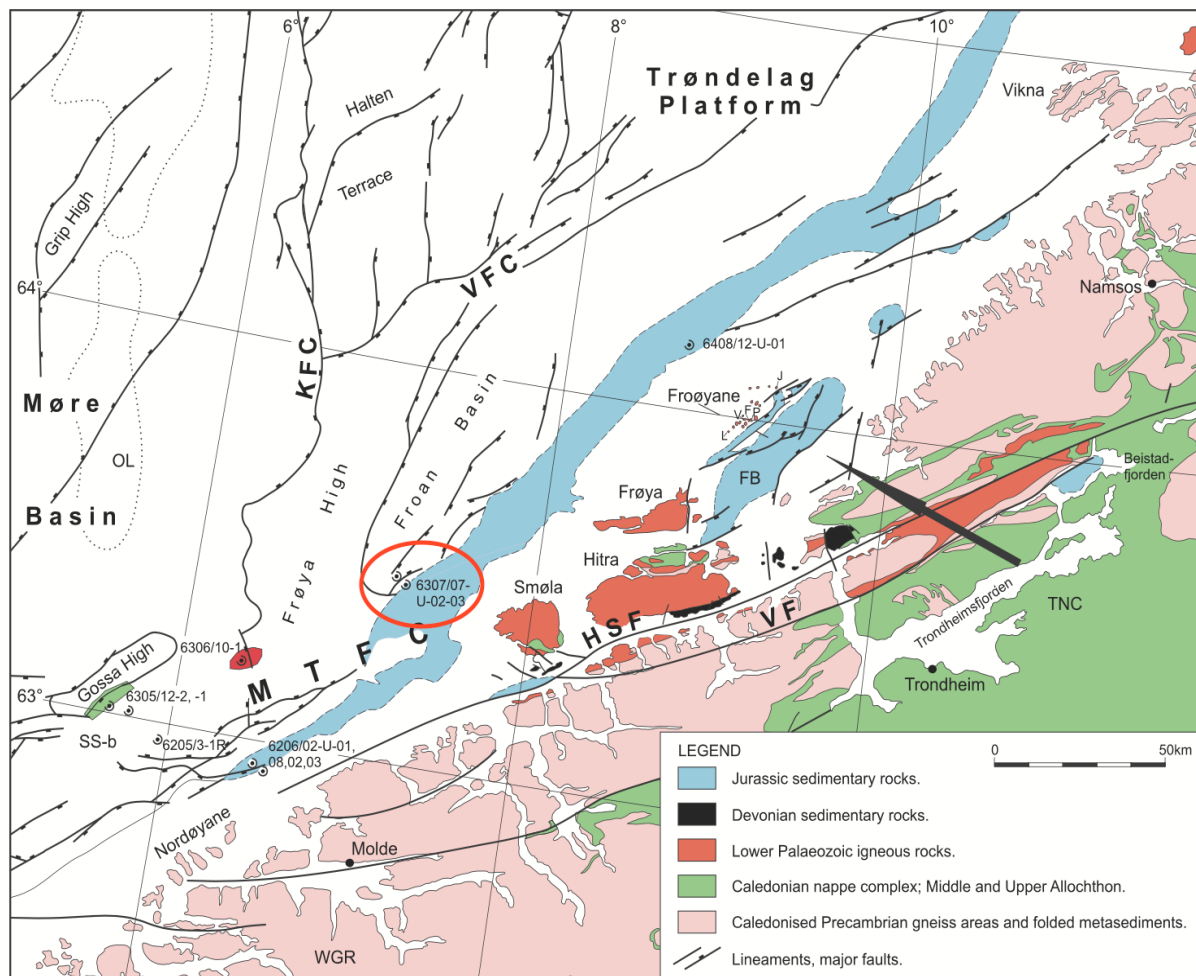 6°
8°
10°
Trøndelag
Platform
Vikna
Halten
Terrace
Grip High
64°
VFC
Namsos
KFC
6408/12-U-01
Møre
Basin
OL
Froøyane
J
V
F
P
L
Froan
Basin
Frøya
High
FB
Beistad-
fjorden
Frøya
Hitra
Smøla
6307/07-
U-02-03
HSF
VF
TNC
Trondheimsfjorden
Trondheim
MTFC
6306/10-1
Gossa High
63°
6305/12-2, -1
SS-b
6205/3-1R
6206/02-U-01,
08,02,03
Nordøyane
Molde
WGR
LEGEND
0 50km
Jurassic sedimentary rocks.
Devonian sedimentary rocks.
Lower Palaeozoic igneous rocks.
Caledonian nappe complex; Middle and Upper Allochthon.
Caledonised Precambrian gneiss areas and folded metasediments.
Lineaments, major faults.